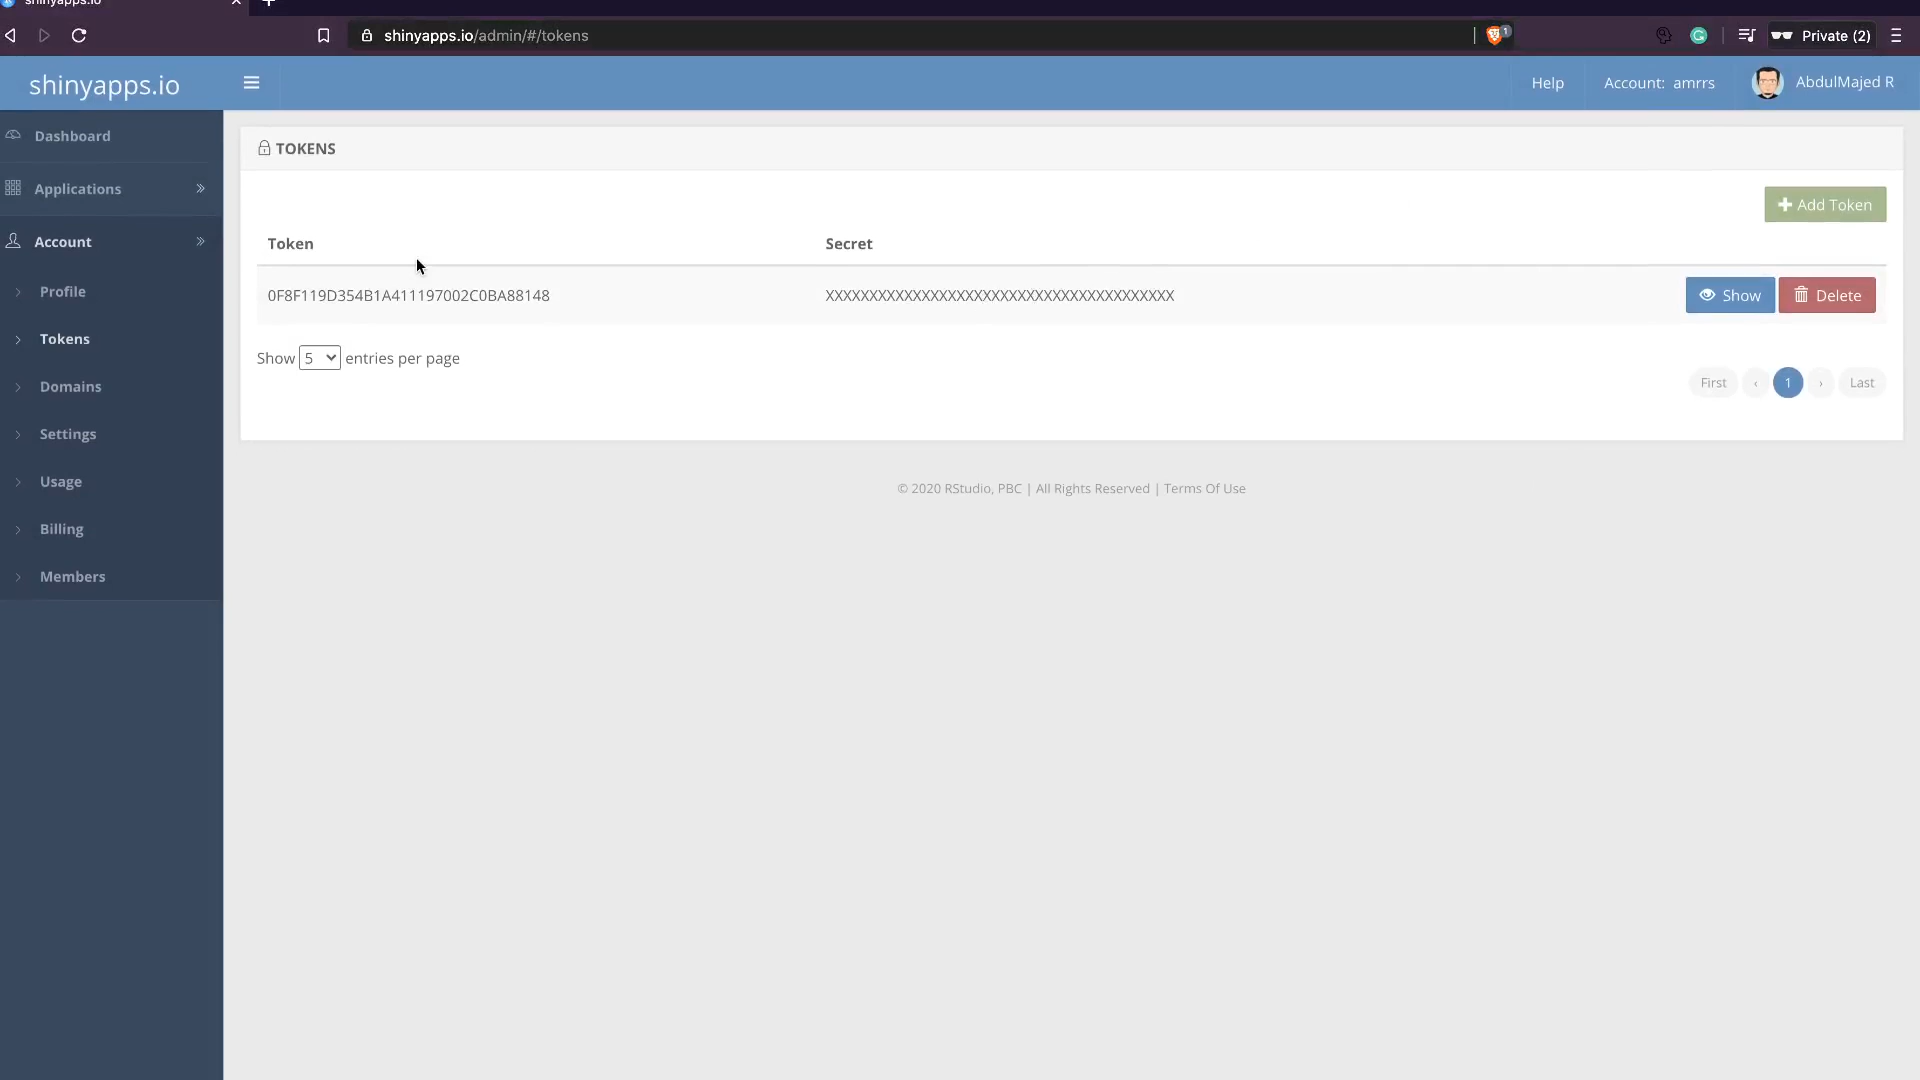 shinyapps.io
shinyapps.io/admin/#/tokens
1
Private (2)
shinyapps.io
Help
Account: amrrs
AbdulMajed R
Dashboard
Applications
Account
Profile
Tokens
Domains
Settings
Usage
Billing
Members
TOKENS
Add Token
Token Secret
0F8F119D354B1A411197002C0BA88148 XXXXXXXXXXXXXXXXXXXXXXXXXXXXXXXXXXXXXXXX Show Delete
Show 5 entries per page
First ‹ 1 › Last
© 2020 RStudio, PBC | All Rights Reserved | Terms Of Use